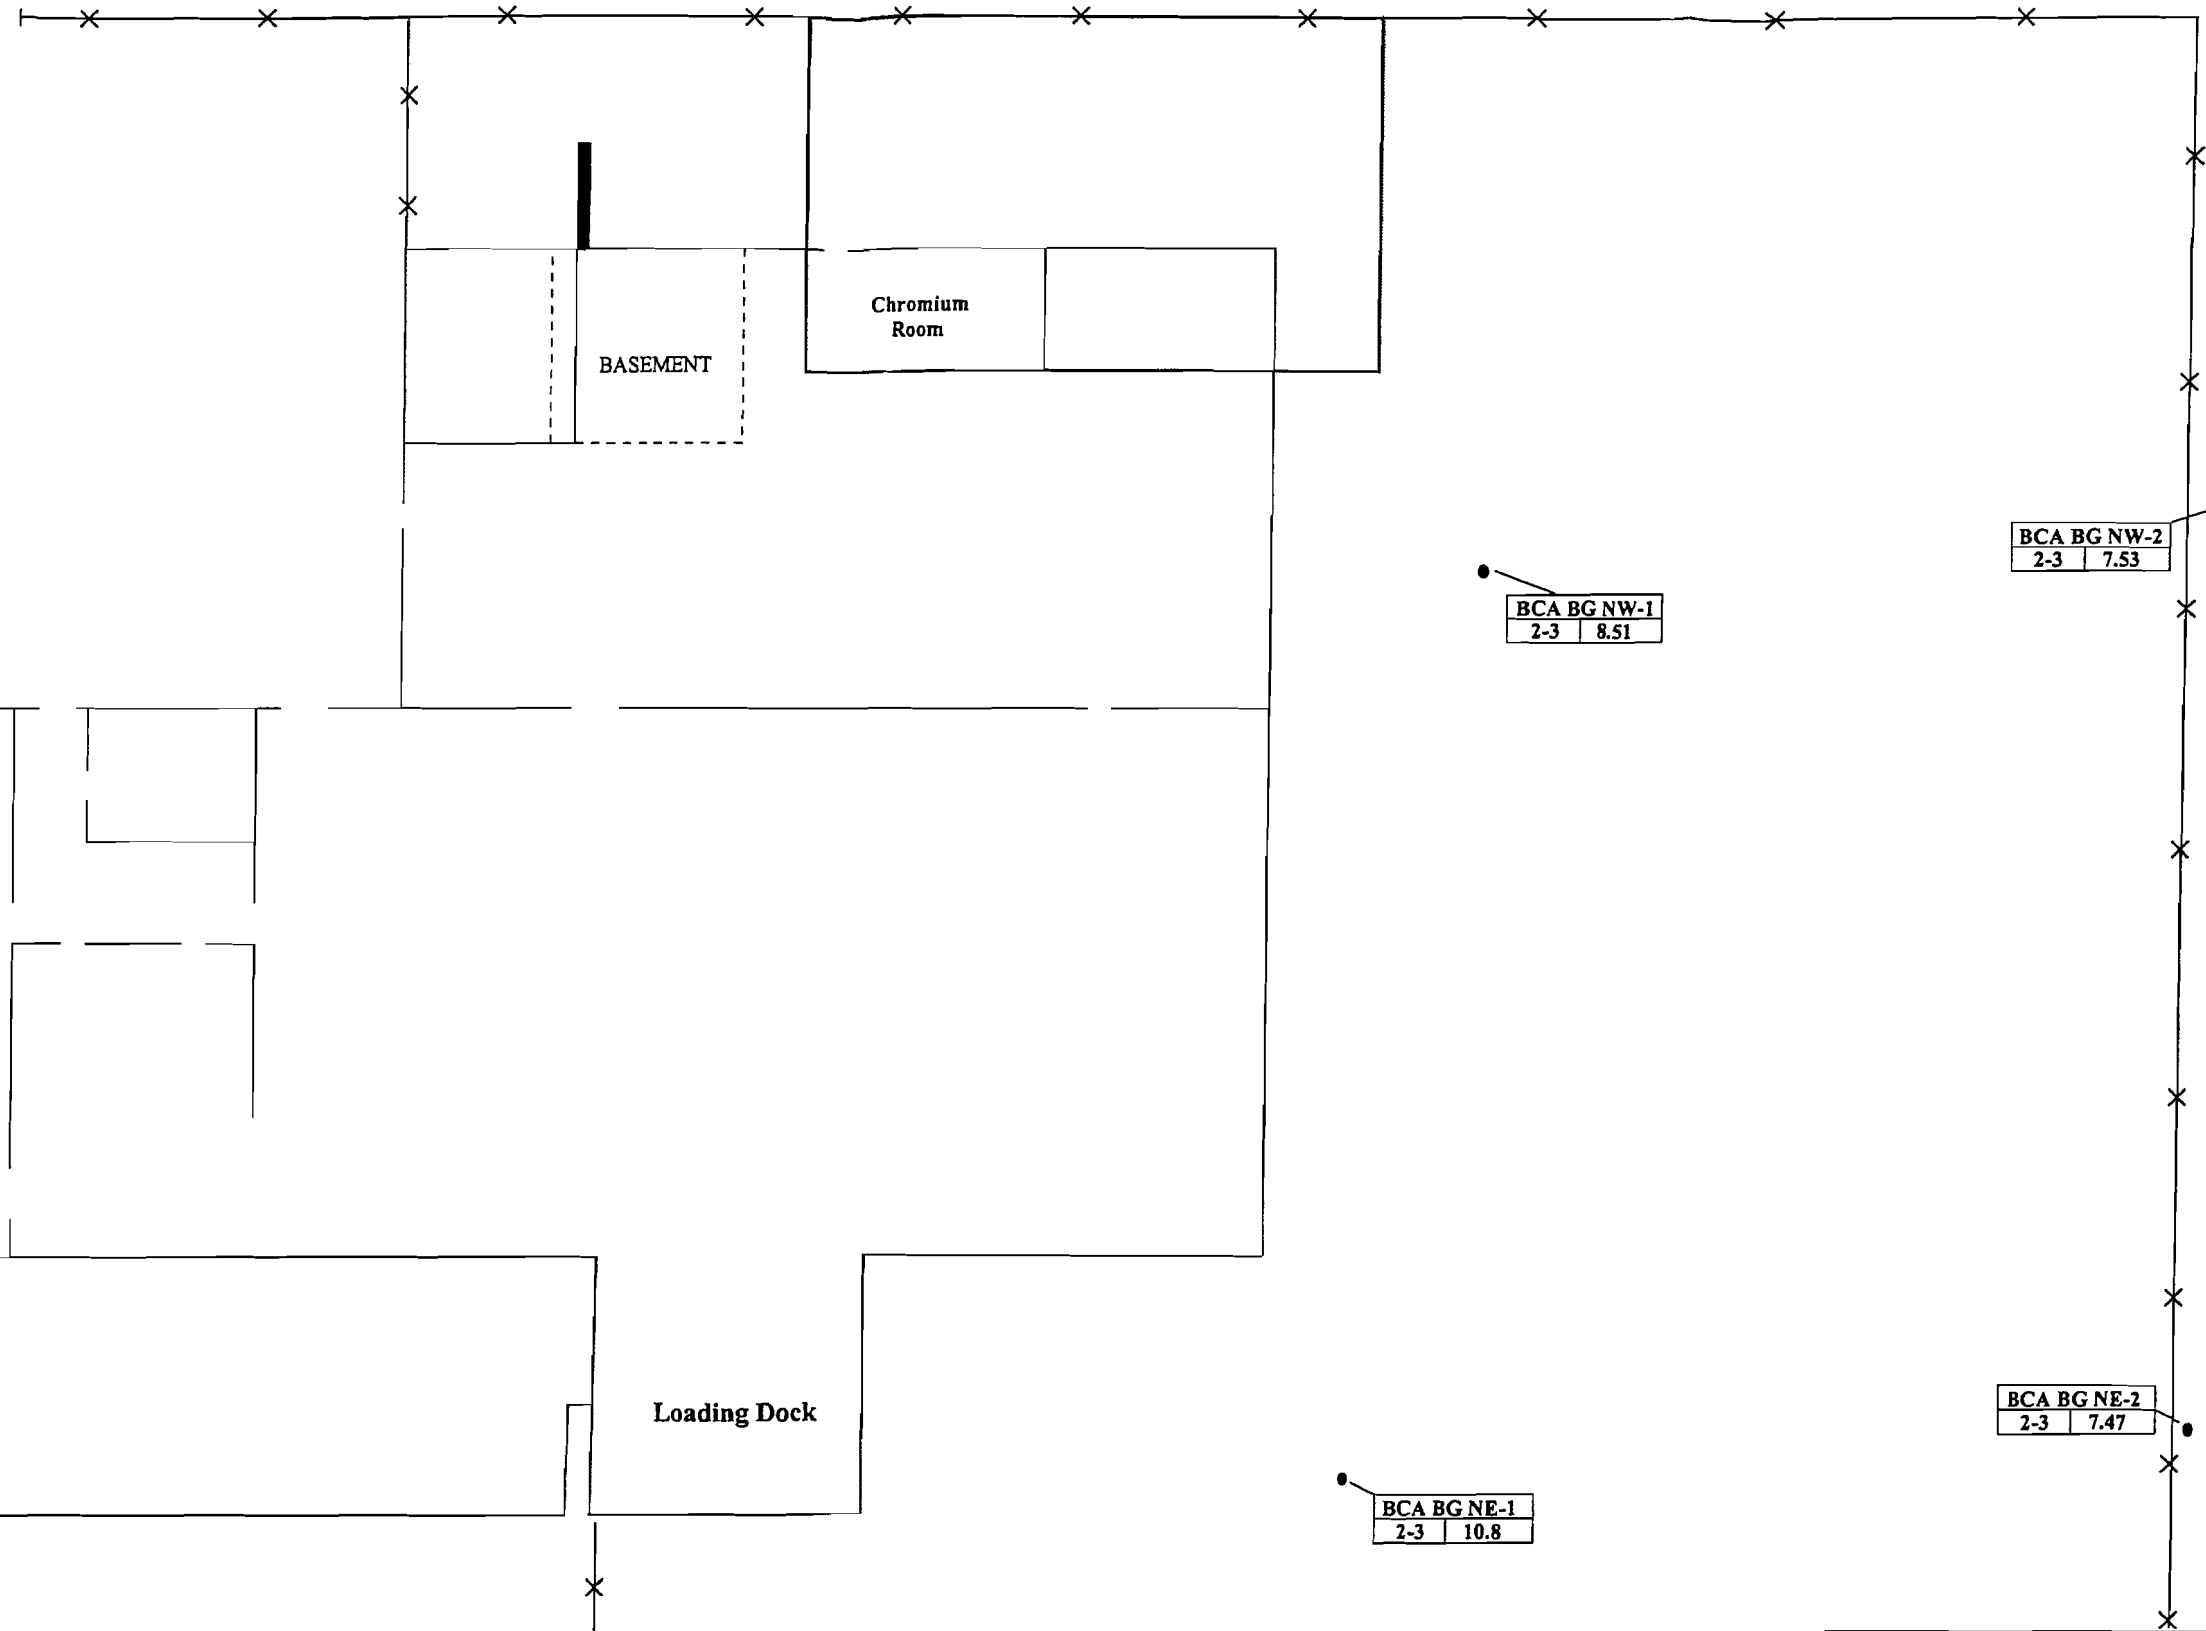 Chromium
Room
BASEMENT
BCA BG NW-2
2-3 7.53
BCA BG NW-1
2-3 8.51
Loading Dock
BCA BG NE-2
2-3 7.47
BCA BG NE-1
2-3 10.8